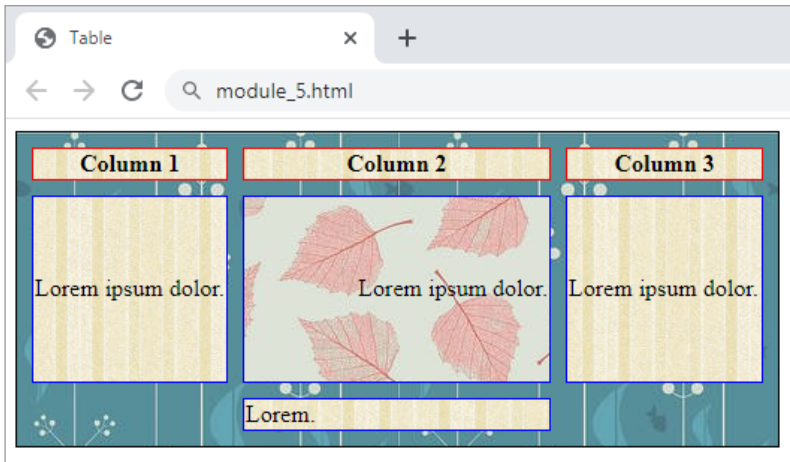 Table
module_5.html
Column 1 Column 2 Column 3
Lorem ipsum dolor. Lorem ipsum dolor. Lorem ipsum dolor.
Lorem.